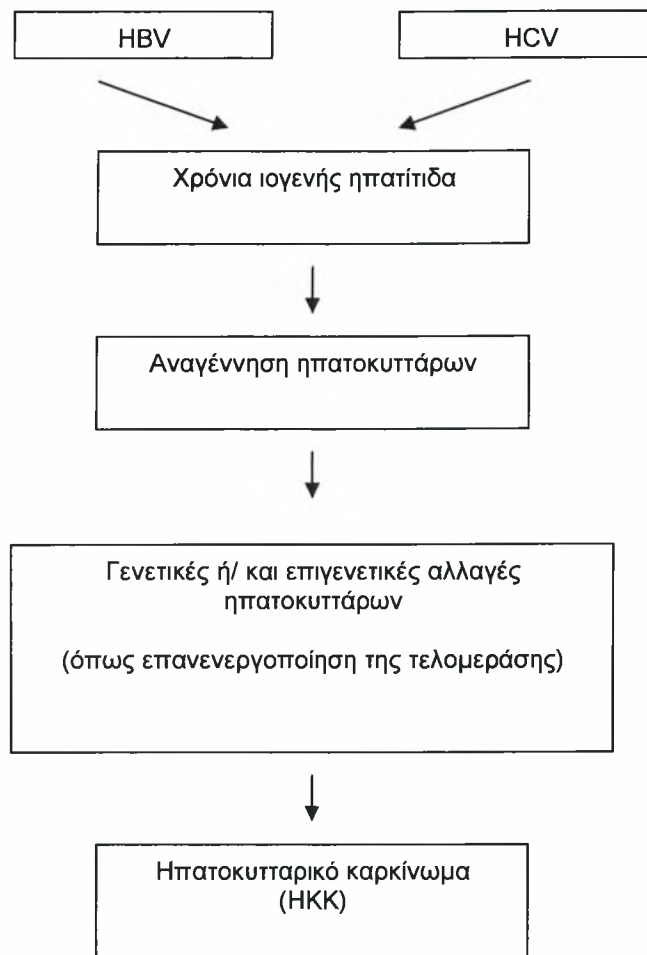 HBV
HCV
Χρόνια ιογενής ηπατίτιδα
Αναγέννηση ηπατοκυττάρων
Γενετικές ή/ και επιγενετικές αλλαγές
ηπατοκυττάρων
(όπως επανενεργοποίηση της τελομεράσης)
Ηπατοκυτταρικό καρκίνωμα
(ΗΚΚ)